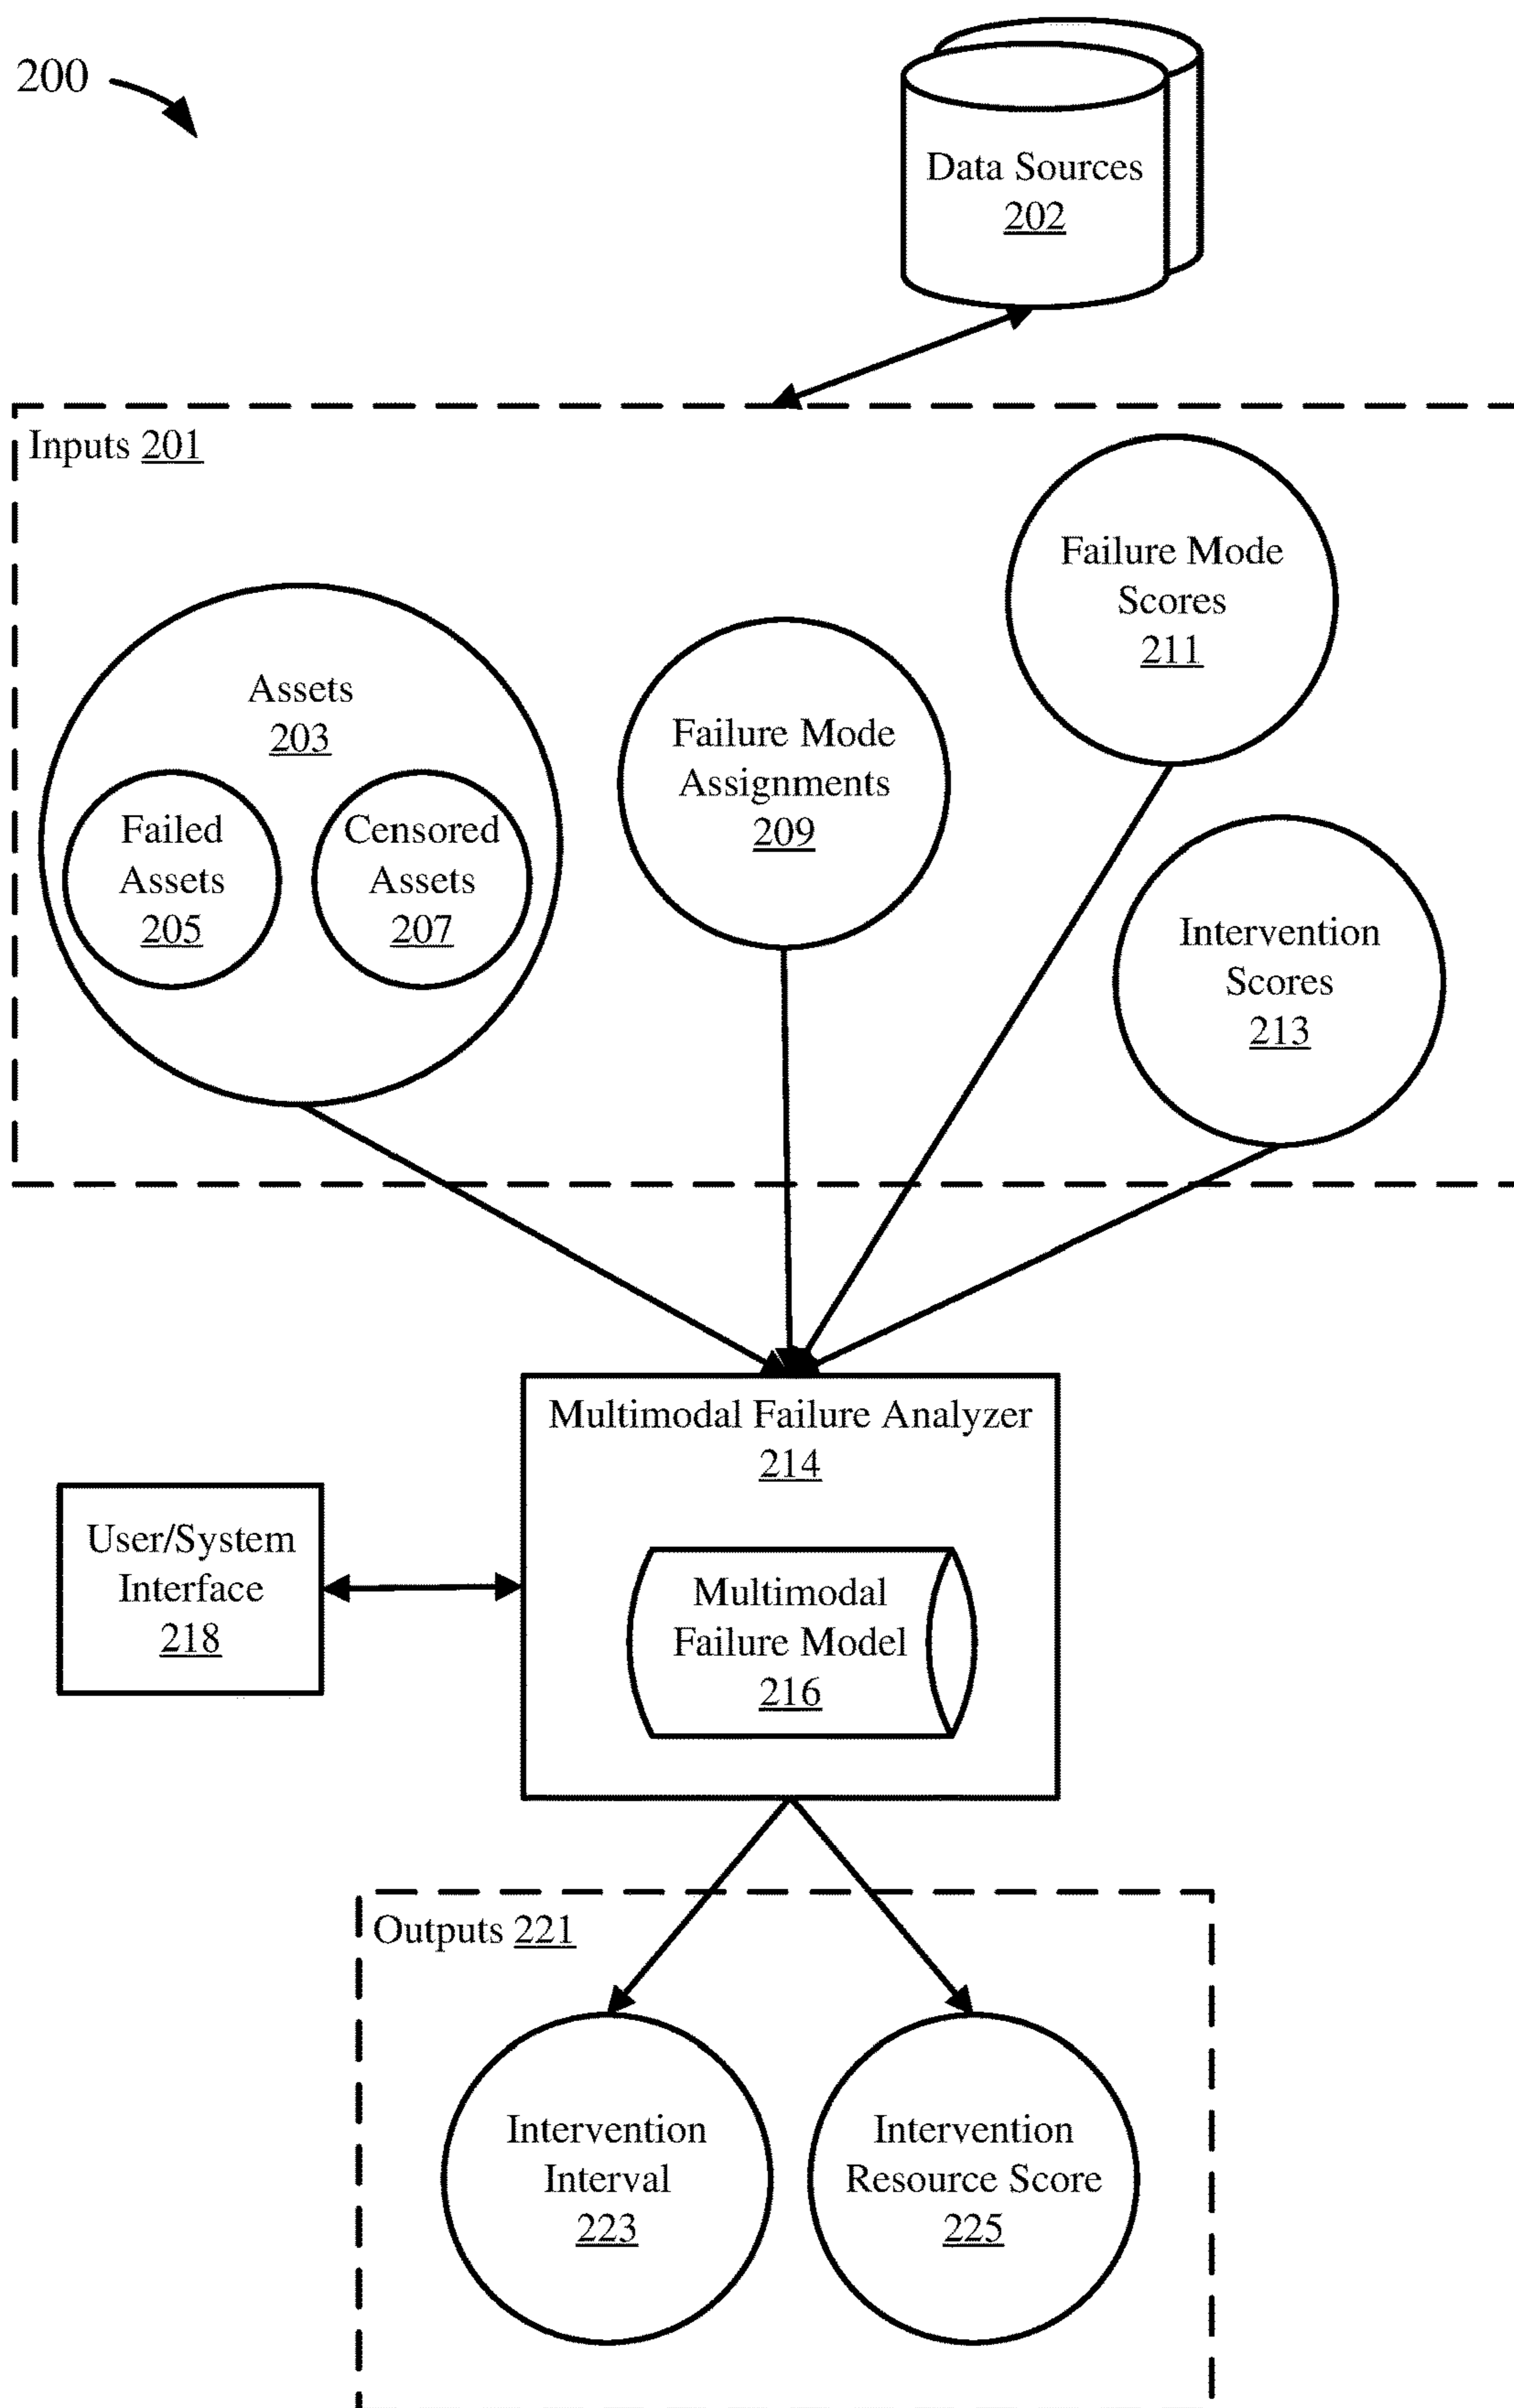 200
Data Sources
202
Inputs 201
Failure Mode
Scores
211
Assets
203
Failure Mode
Assignments
209
Failed
Assets
205
Censored
Assets
207
Intervention
Scores
213
Multimodal Failure Analyzer
214
User/System
Interface
218
Multimodal
Failure Model
216
Outputs 221
Intervention
Interval
223
Intervention
Resource Score
225